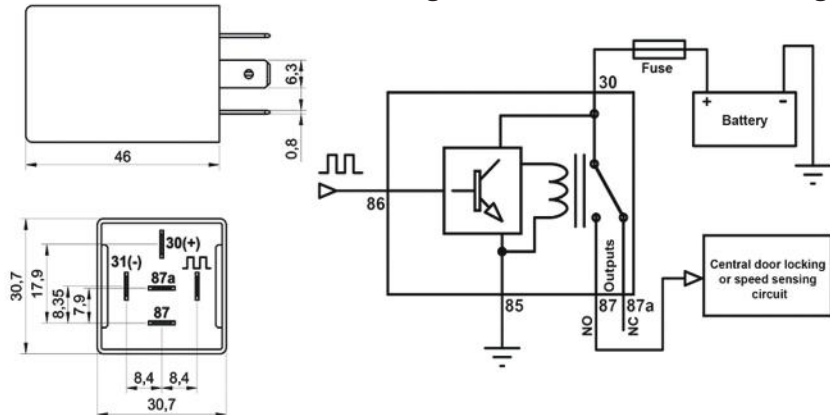 6,3
0,8
46
30(+)
31(-)
87a
87
30,7
17,9
8,35
7,9
8,4
8,4
30,7
Fuse
30
+
-
Battery
86
Outputs
85
87
87a
NO
NC
Central door locking
or speed sensing
circuit